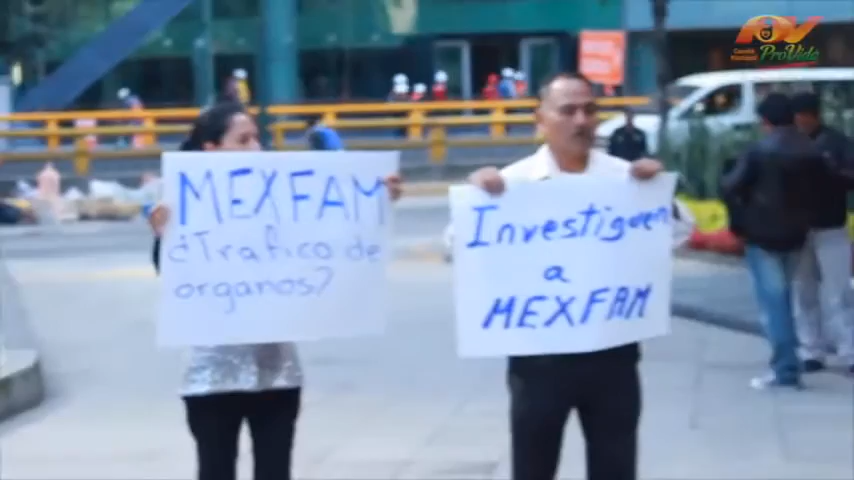 MEXFAM
¿Trafico de
organos?
Investiguen
a
MEXFAM
ProVida